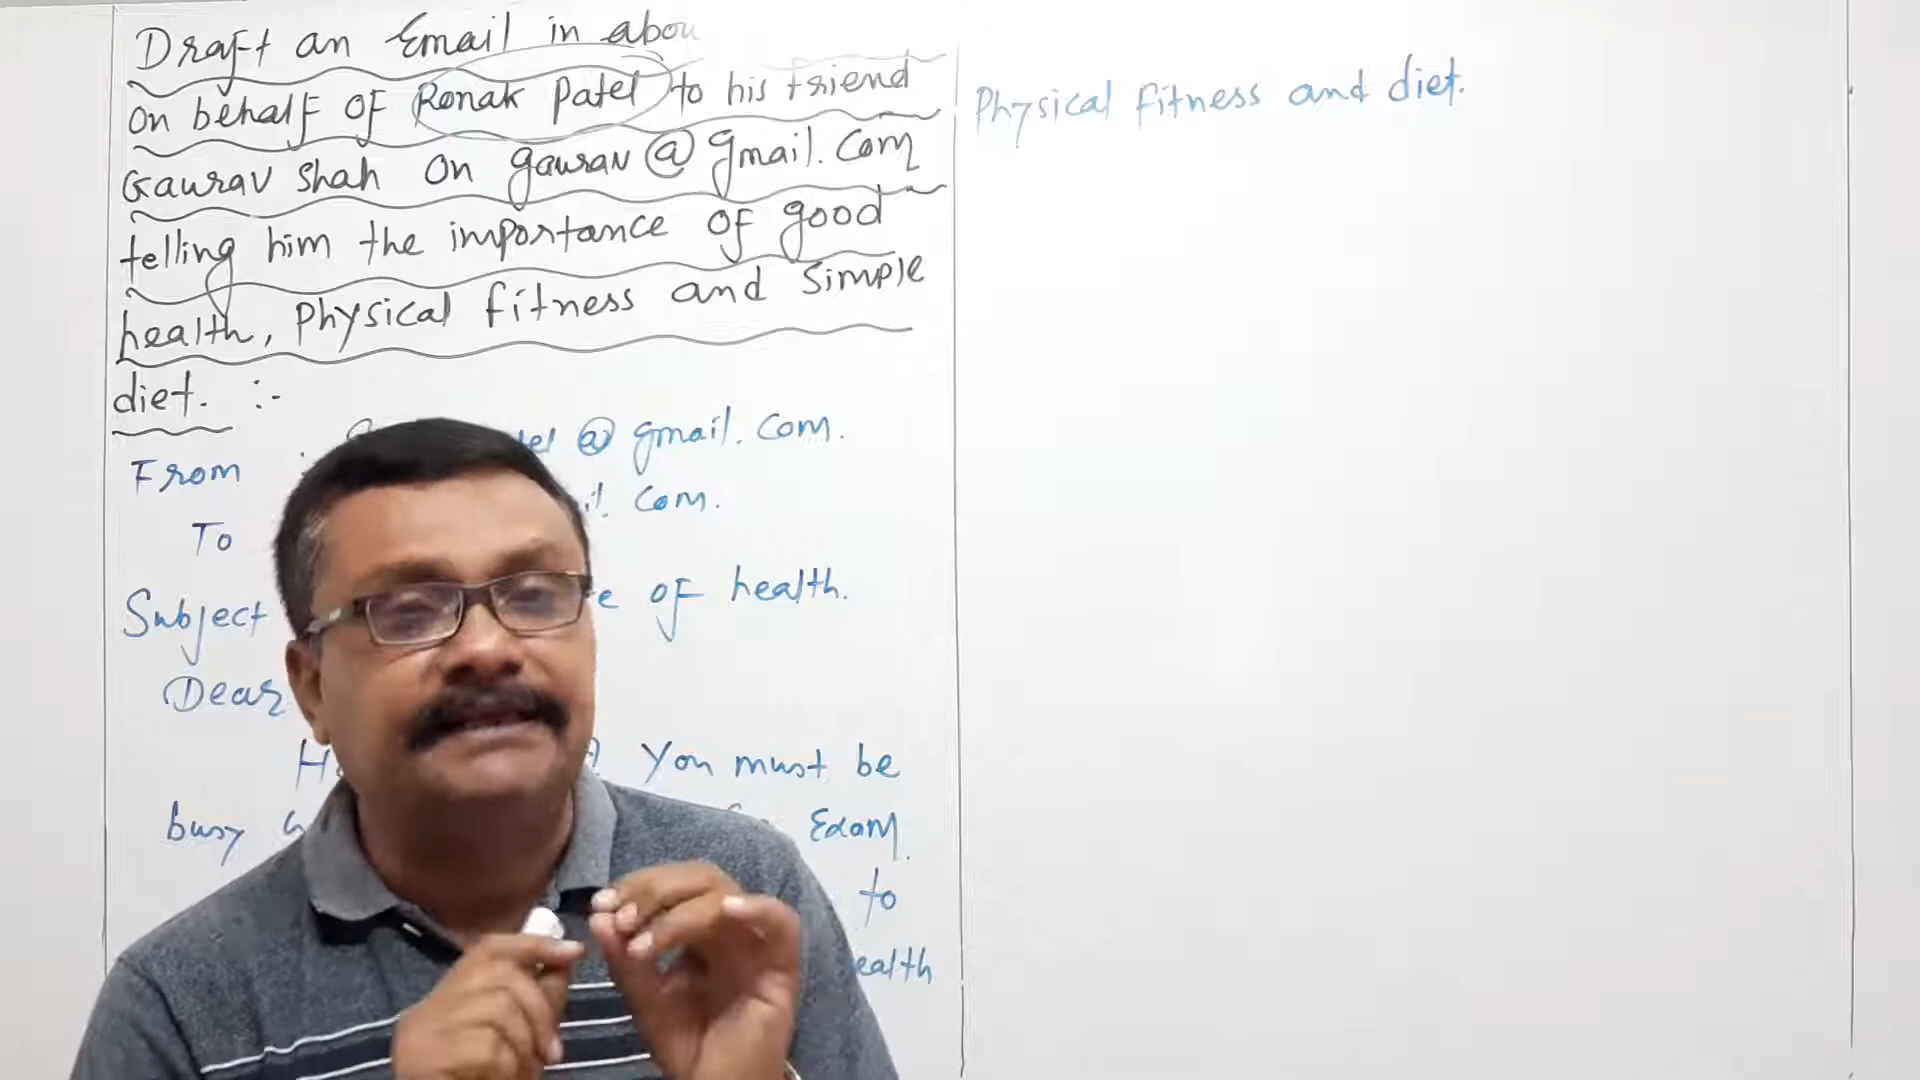 Draft an Email in abou
on behalf of Ronak Patel to his friend
Gaurav Shah on gaurav@gmail.com
telling him the importance of good
health, Physical fitness and simple
diet. :-
From : @ gmail.com.
To com.
Subject of health.
Dear
You must be
busy Exam.
to
ealth
Physical fitness and diet.